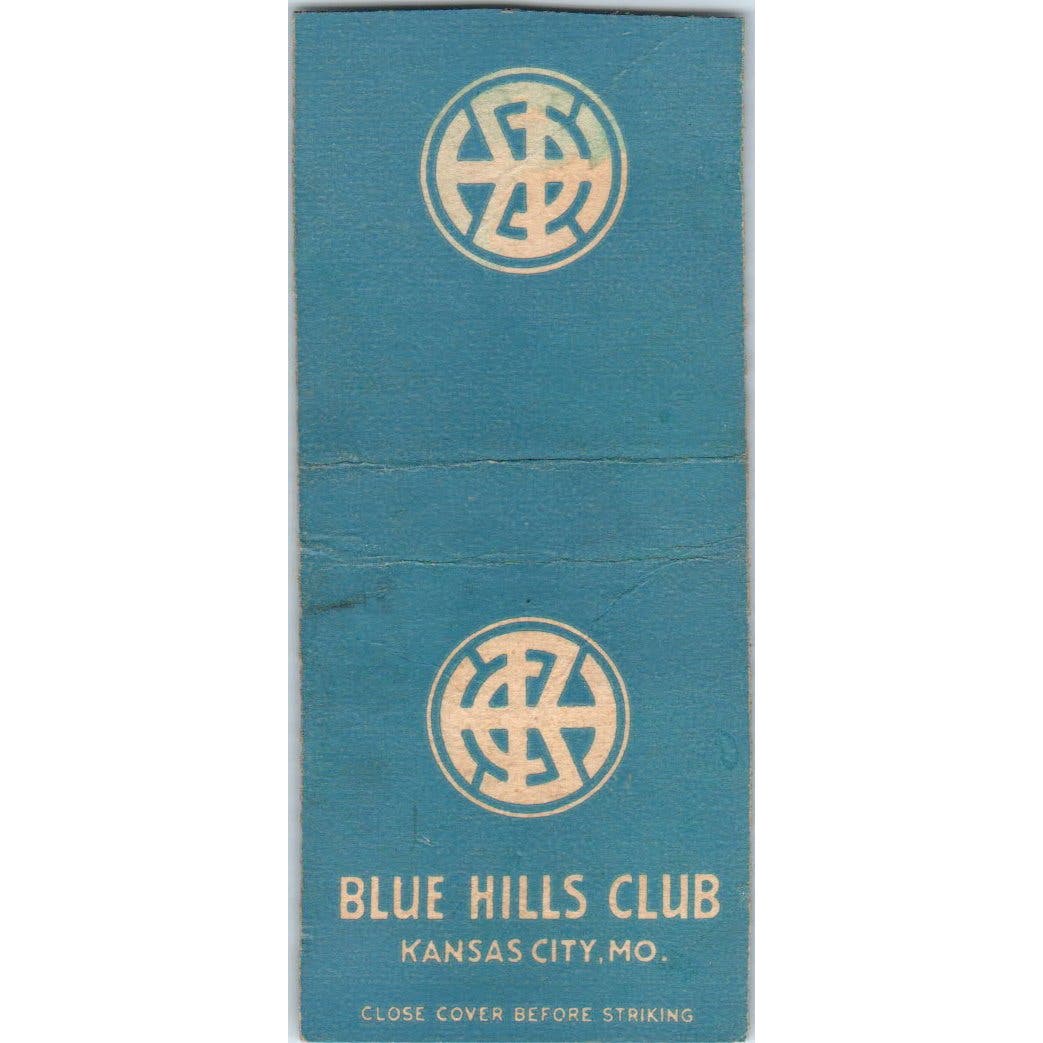 BLUE HILLS CLUB
KANSAS CITY, MO.
CLOSE COVER BEFORE STRIKING